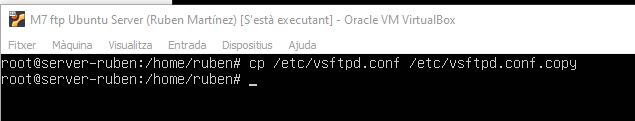 M7 ftp Ubuntu Server (Ruben Martínez) [S'està executant] - Oracle VM VirtualBox
Fitxer Màquina Visualitza Entrada Dispositius Ajuda
root@server-ruben:/home/ruben# cp /etc/vsftpd.conf /etc/vsftpd.conf.copy
root@server-ruben:/home/ruben# _